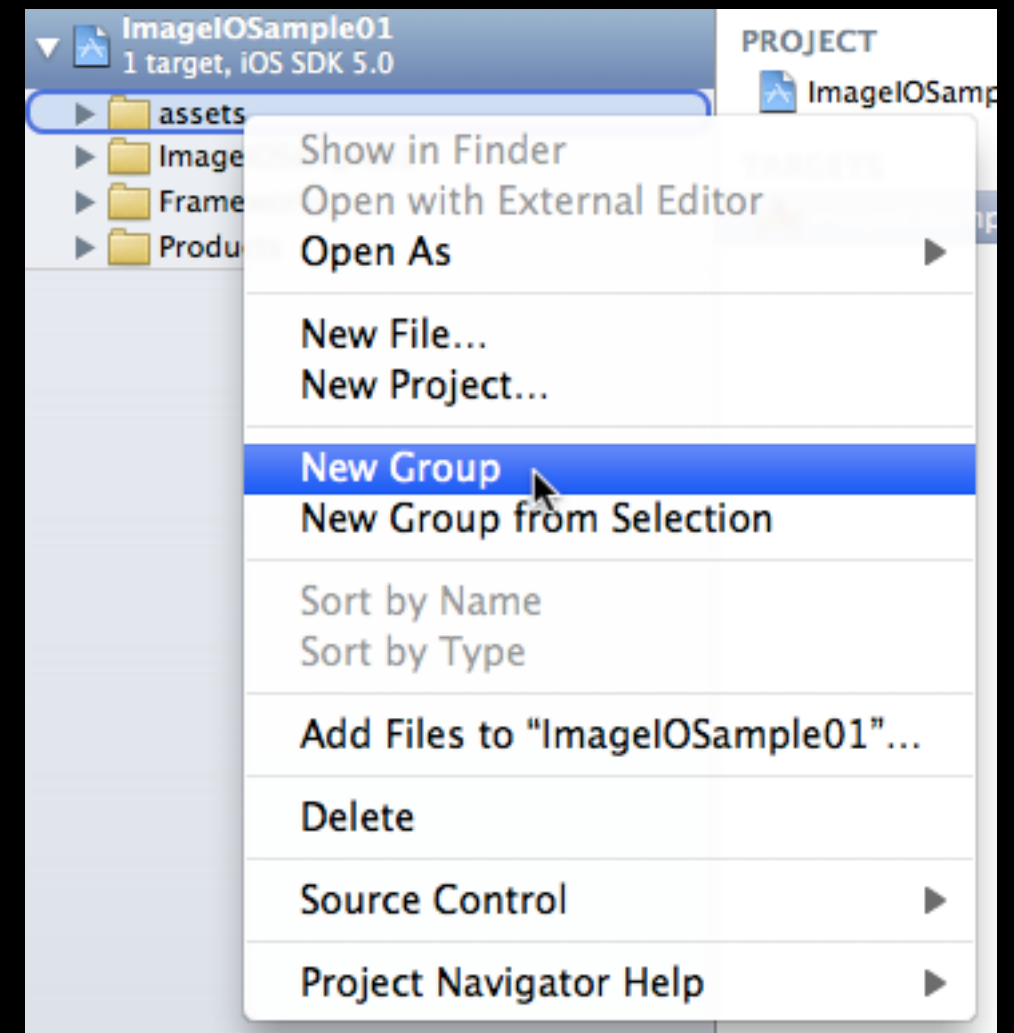 ImageIOSample01
1 target, iOS SDK 5.0
PROJECT
ImageIOSamp
assets
Image
Frame
Produ
TARGETS
Show in Finder
Open with External Editor
Open As
New File...
New Project...
New Group
New Group from Selection
Sort by Name
Sort by Type
Add Files to “ImageIOSample01”...
Delete
Source Control
Project Navigator Help